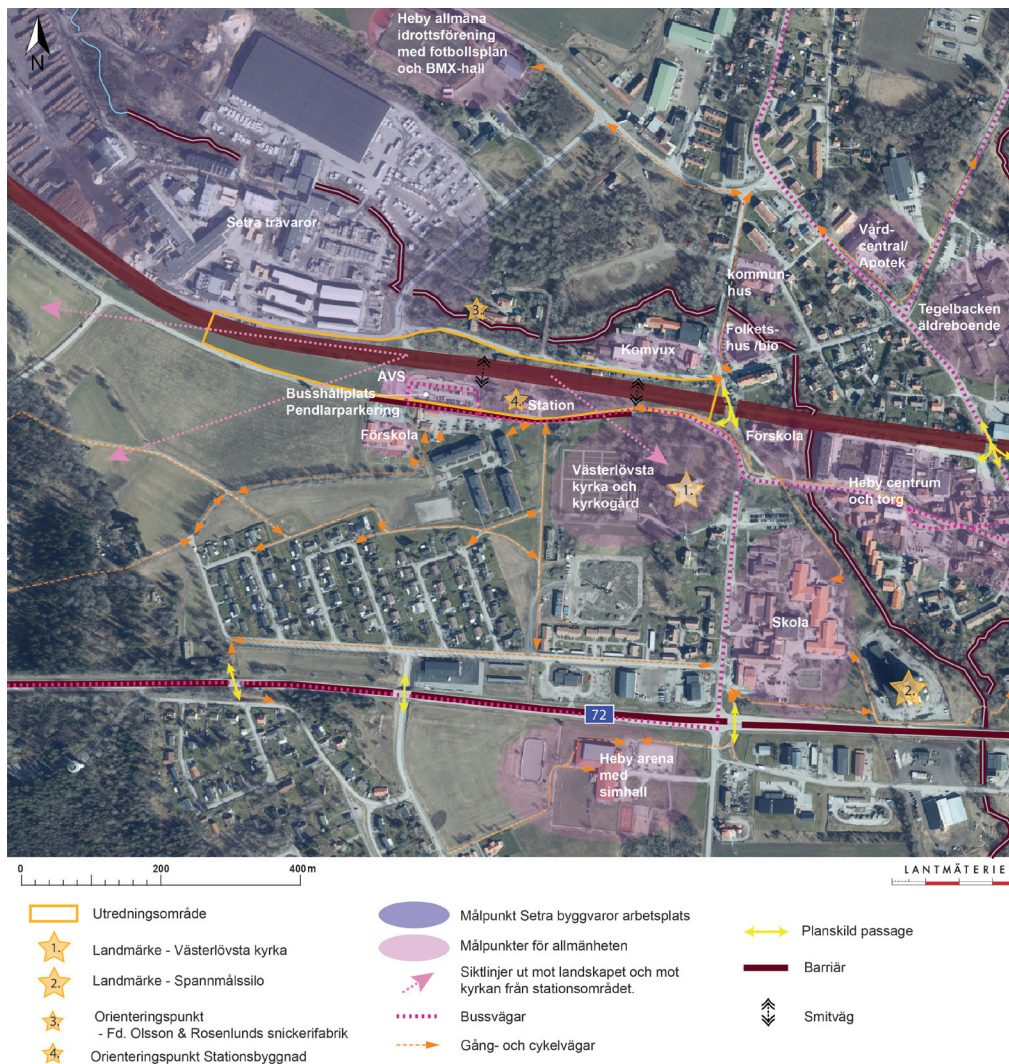 Heby allmäna
idrottsförening
med fotbollsplan
och BMX-hall
N
Setra trävaror
Vård-
central/
Apotek
kommun-
hus
Tegelbacken
äldreboende
3.
Folkets-
hus /bio
Komvux
AVS
Busshållplats
Pendlarparkering
4.
Station
Förskola
Förskola
Västerlövsta
kyrka och
kyrkogård
1.
Heby centrum
och torg
Skola
2.
72
Heby arena
med
simhall
0 200 400 m
LANTMÄTERIE
Utredningsområde
1. Landmärke - Västerlövsta kyrka
2. Landmärke - Spannmålssilo
3. Orienteringspunkt
- Fd. Olsson & Rosenlunds snickerifabrik
4. Orienteringspunkt Stationsbyggnad
Målpunkt Setra byggvaror arbetsplats
Målpunkter för allmänheten
Siktlinjer ut mot landskapet och mot
kyrkan från stationsområdet.
Bussvägar
Gång- och cykelvägar
Planskild passage
Barriär
Smitväg